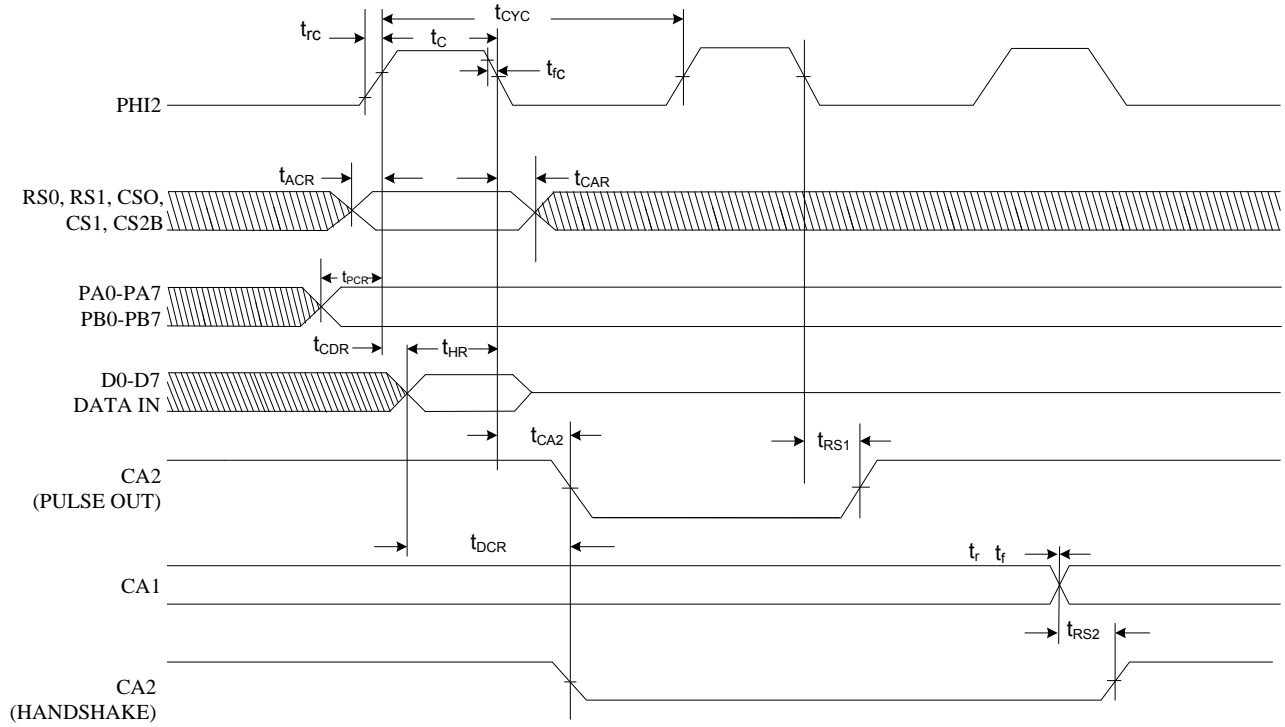 tCYC
trc
tC
tfc
PHI2
tACR
tCAR
RS0, RS1, CSO,
CS1, CS2B
tPCR
PA0-PA7
PB0-PB7
tCDR
tHR
D0-D7
DATA IN
tCA2
tRS1
CA2
(PULSE OUT)
tDCR
tr tf
CA1
tRS2
CA2
(HANDSHAKE)